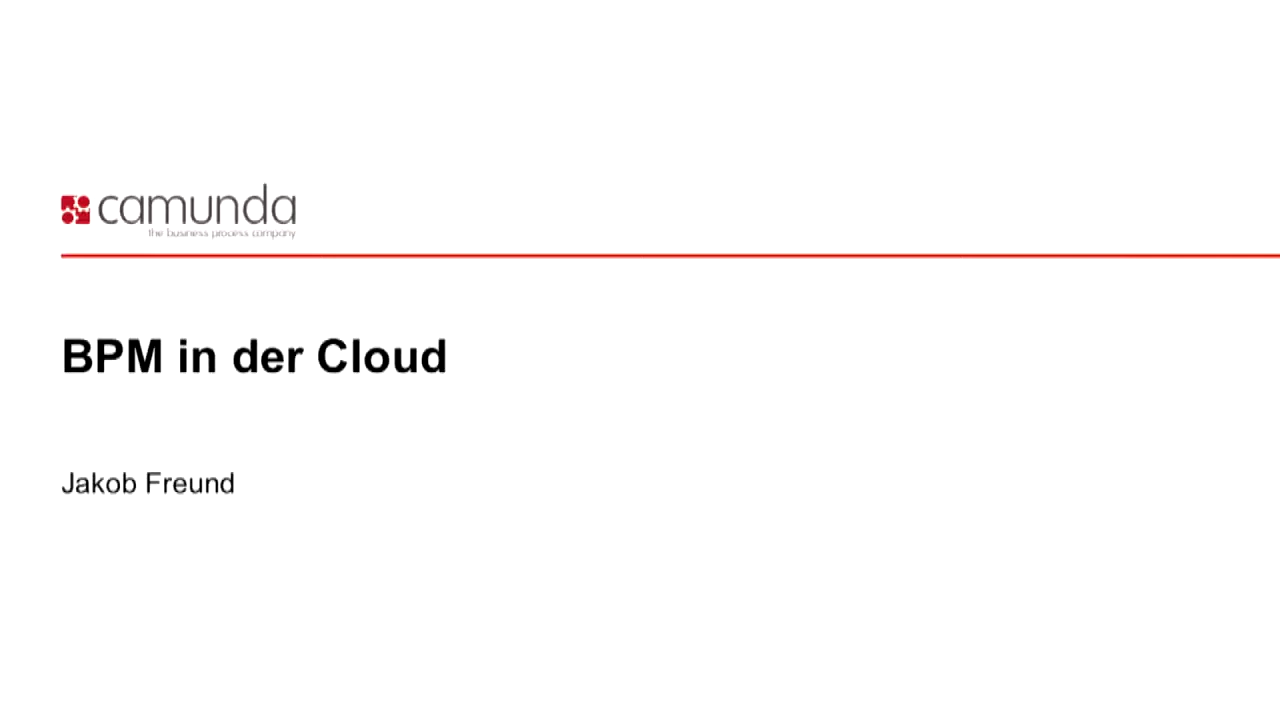 camunda
the business process company
BPM in der Cloud
Jakob Freund